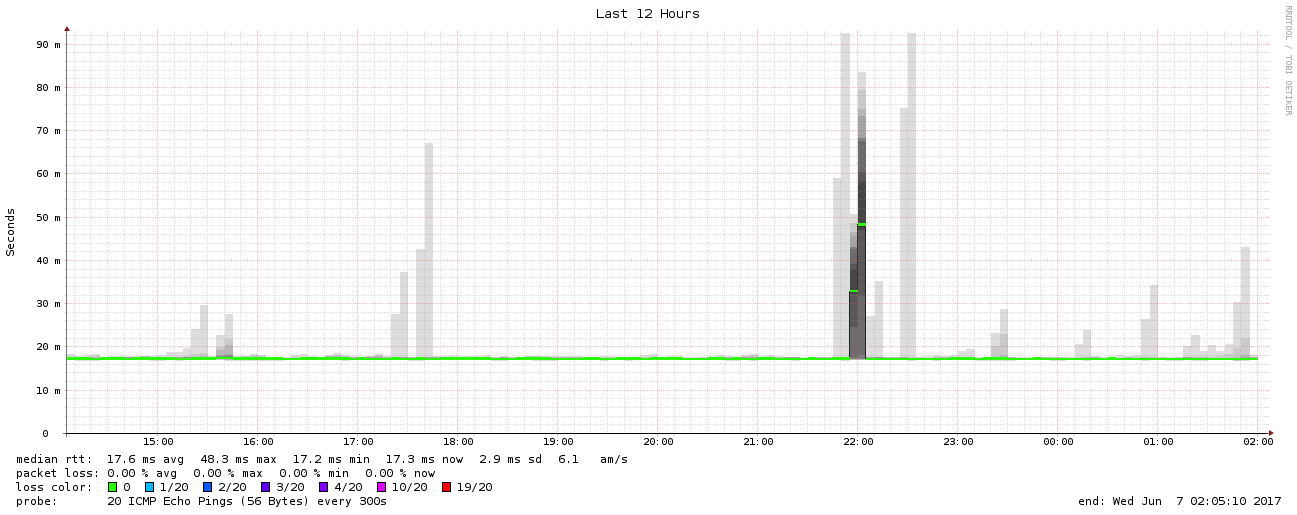 Last 12 Hours
RRDTOOL / TOBI OETIKER
Seconds
90 m
80 m
70 m
60 m
50 m
40 m
30 m
20 m
10 m
0
15:00 16:00 17:00 18:00 19:00 20:00 21:00 22:00 23:00 00:00 01:00 02:00
median rtt: 17.6 ms avg 48.3 ms max 17.2 ms min 17.3 ms now 2.9 ms sd 6.1 am/s
packet loss: 0.00 % avg 0.00 % max 0.00 % min 0.00 % now
loss color: 0 1/20 2/20 3/20 4/20 10/20 19/20
probe: 20 ICMP Echo Pings (56 Bytes) every 300s end: Wed Jun 7 02:05:10 2017